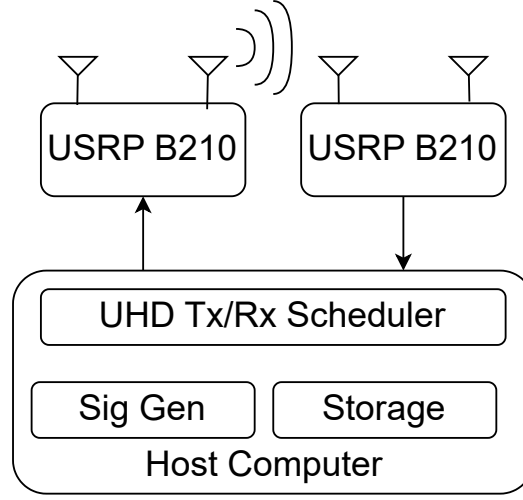 USRP B210
USRP B210
UHD Tx/Rx Scheduler
Sig Gen
Storage
Host Computer